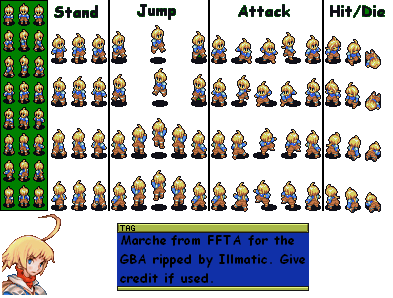 Stand
Jump
Attack
Hit/Die
TAG
Marche from FFTA for the
GBA ripped by Illmatic. Give
credit if used.